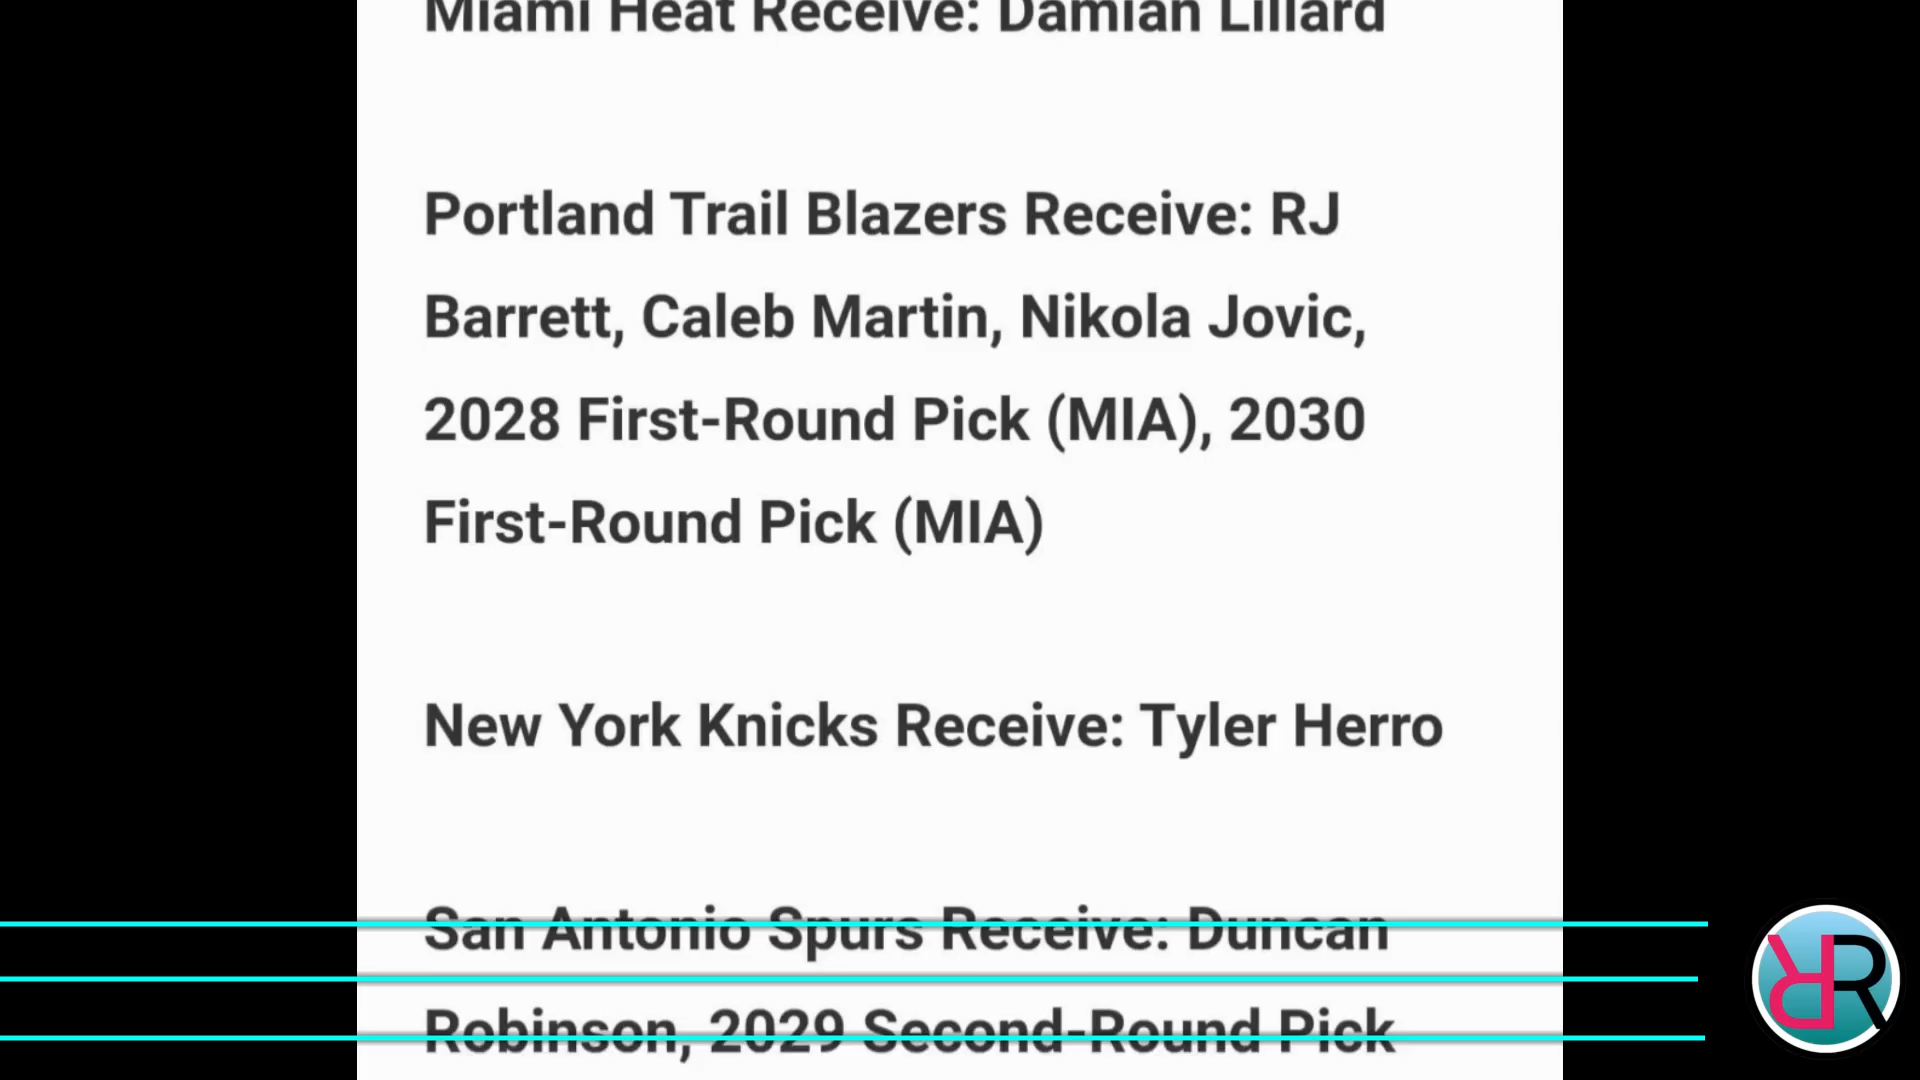 Miami Heat Receive: Damian Lillard
Portland Trail Blazers Receive: RJ
Barrett, Caleb Martin, Nikola Jovic,
2028 First-Round Pick (MIA), 2030
First-Round Pick (MIA)
New York Knicks Receive: Tyler Herro
San Antonio Spurs Receive: Duncan
Robinson, 2029 Second-Round Pick
RR